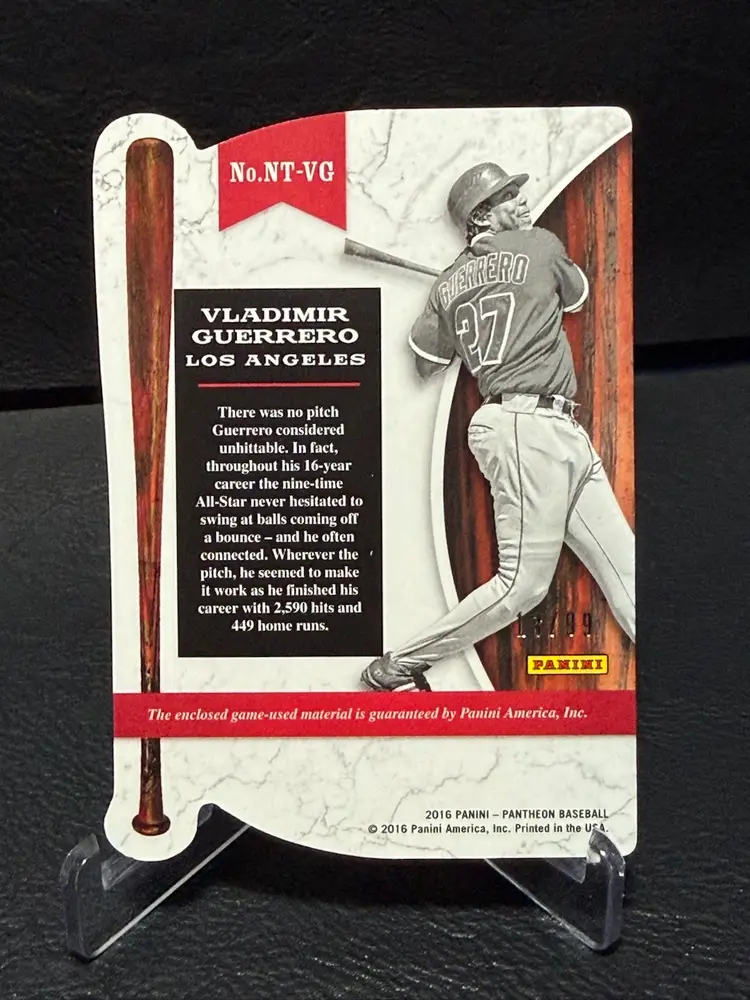 No.NT-VG
GUERRERO
27
VLADIMIR
GUERRERO
LOS ANGELES
There was no pitch
Guerrero considered
unhittable. In fact,
throughout his 16-year
career the nine-time
All-Star never hesitated to
swing at balls coming off
a bounce – and he often
connected. Wherever the
pitch, he seemed to make
it work as he finished his
career with 2,590 hits and
449 home runs.
PANINI
The enclosed game-used material is guaranteed by Panini America, Inc.
2016 PANINI – PANTHEON BASEBALL
© 2016 Panini America, Inc. Printed in the USA.